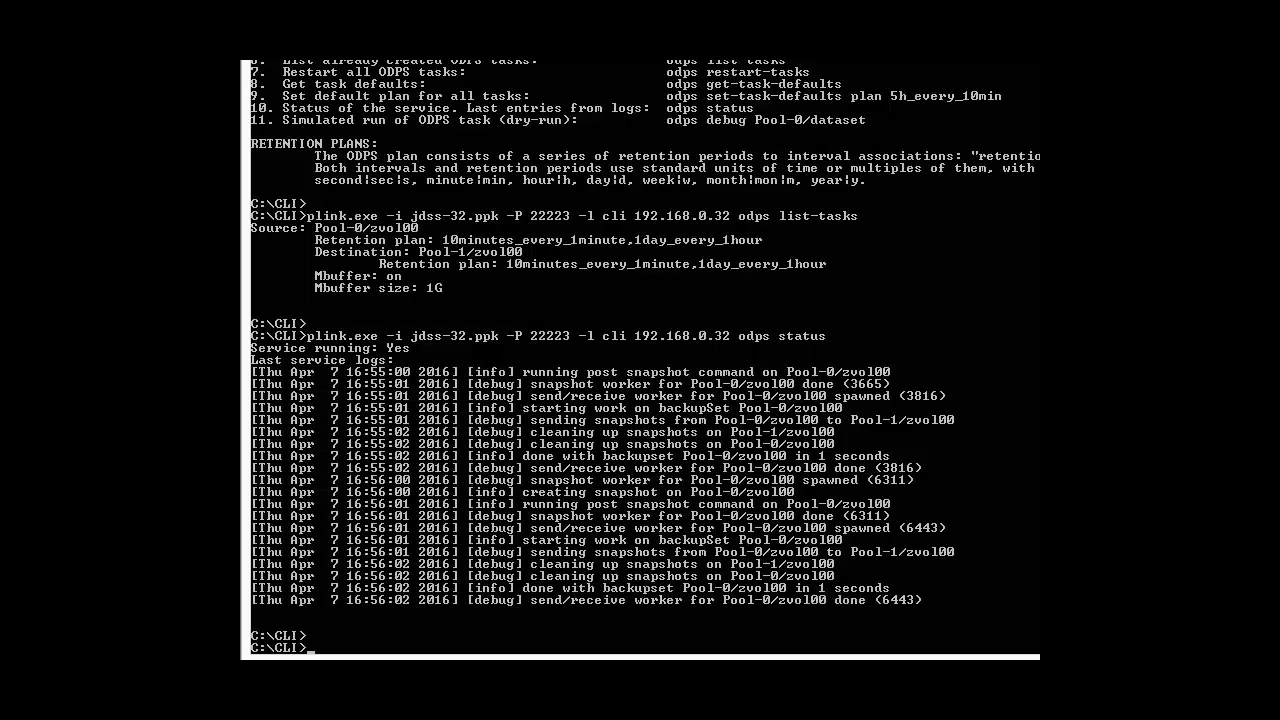 6.  List already created ODPS tasks:                odps list-tasks
7.  Restart all ODPS tasks:                         odps restart-tasks
8.  Get task defaults:                              odps get-task-defaults
9.  Set default plan for all tasks:                 odps set-task-defaults plan 5h_every_10min
10. Status of the service. Last entries from logs:  odps status
11. Simulated run of ODPS task (dry-run):           odps debug Pool-0/dataset
RETENTION PLANS:
The ODPS plan consists of a series of retention periods to interval associations: "retentio
Both intervals and retention periods use standard units of time or multiples of them, with
second¦sec¦s, minute¦min, hour¦h, day¦d, week¦w, month¦mon¦m, year¦y.
C:\CLI>
C:\CLI>plink.exe -i jdss-32.ppk -P 22223 -l cli 192.168.0.32 odps list-tasks
Source: Pool-0/zvol00
Retention plan: 10minutes_every_1minute,1day_every_1hour
Destination: Pool-1/zvol00
Retention plan: 10minutes_every_1minute,1day_every_1hour
Mbuffer: on
Mbuffer size: 1G
C:\CLI>
C:\CLI>plink.exe -i jdss-32.ppk -P 22223 -l cli 192.168.0.32 odps status
Service running: Yes
Last service logs:
[Thu Apr  7 16:55:00 2016] [info] running post snapshot command on Pool-0/zvol00
[Thu Apr  7 16:55:01 2016] [debug] snapshot worker for Pool-0/zvol00 done (3665)
[Thu Apr  7 16:55:01 2016] [debug] send/receive worker for Pool-0/zvol00 spawned (3816)
[Thu Apr  7 16:55:01 2016] [info] starting work on backupSet Pool-0/zvol00
[Thu Apr  7 16:55:01 2016] [debug] sending snapshots from Pool-0/zvol00 to Pool-1/zvol00
[Thu Apr  7 16:55:02 2016] [debug] cleaning up snapshots on Pool-1/zvol00
[Thu Apr  7 16:55:02 2016] [debug] cleaning up snapshots on Pool-0/zvol00
[Thu Apr  7 16:55:02 2016] [info] done with backupset Pool-0/zvol00 in 1 seconds
[Thu Apr  7 16:55:02 2016] [debug] send/receive worker for Pool-0/zvol00 done (3816)
[Thu Apr  7 16:56:00 2016] [debug] snapshot worker for Pool-0/zvol00 spawned (6311)
[Thu Apr  7 16:56:00 2016] [info] creating snapshot on Pool-0/zvol00
[Thu Apr  7 16:56:01 2016] [info] running post snapshot command on Pool-0/zvol00
[Thu Apr  7 16:56:01 2016] [debug] snapshot worker for Pool-0/zvol00 done (6311)
[Thu Apr  7 16:56:01 2016] [debug] send/receive worker for Pool-0/zvol00 spawned (6443)
[Thu Apr  7 16:56:01 2016] [info] starting work on backupSet Pool-0/zvol00
[Thu Apr  7 16:56:01 2016] [debug] sending snapshots from Pool-0/zvol00 to Pool-1/zvol00
[Thu Apr  7 16:56:02 2016] [debug] cleaning up snapshots on Pool-1/zvol00
[Thu Apr  7 16:56:02 2016] [debug] cleaning up snapshots on Pool-0/zvol00
[Thu Apr  7 16:56:02 2016] [info] done with backupset Pool-0/zvol00 in 1 seconds
[Thu Apr  7 16:56:02 2016] [debug] send/receive worker for Pool-0/zvol00 done (6443)
C:\CLI>
C:\CLI>_